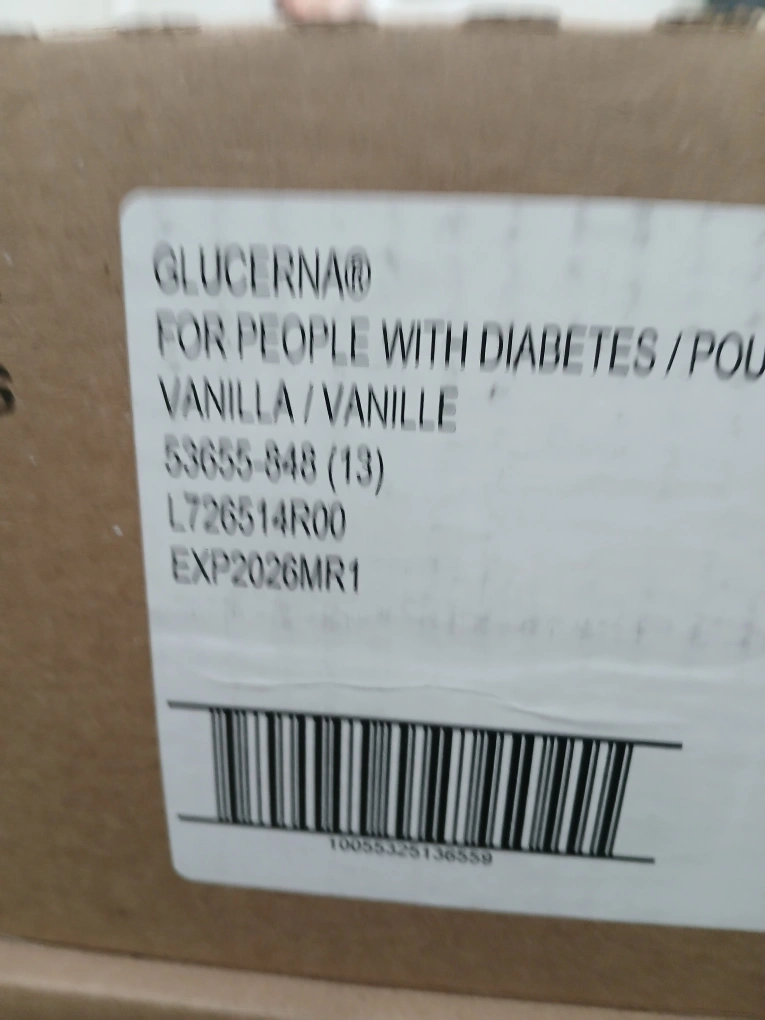 GLUCERNA®
FOR PEOPLE WITH DIABETES / POU
VANILLA / VANILLE
53655-848 (13)
L726514R00
EXP2026MR1
10055325136559